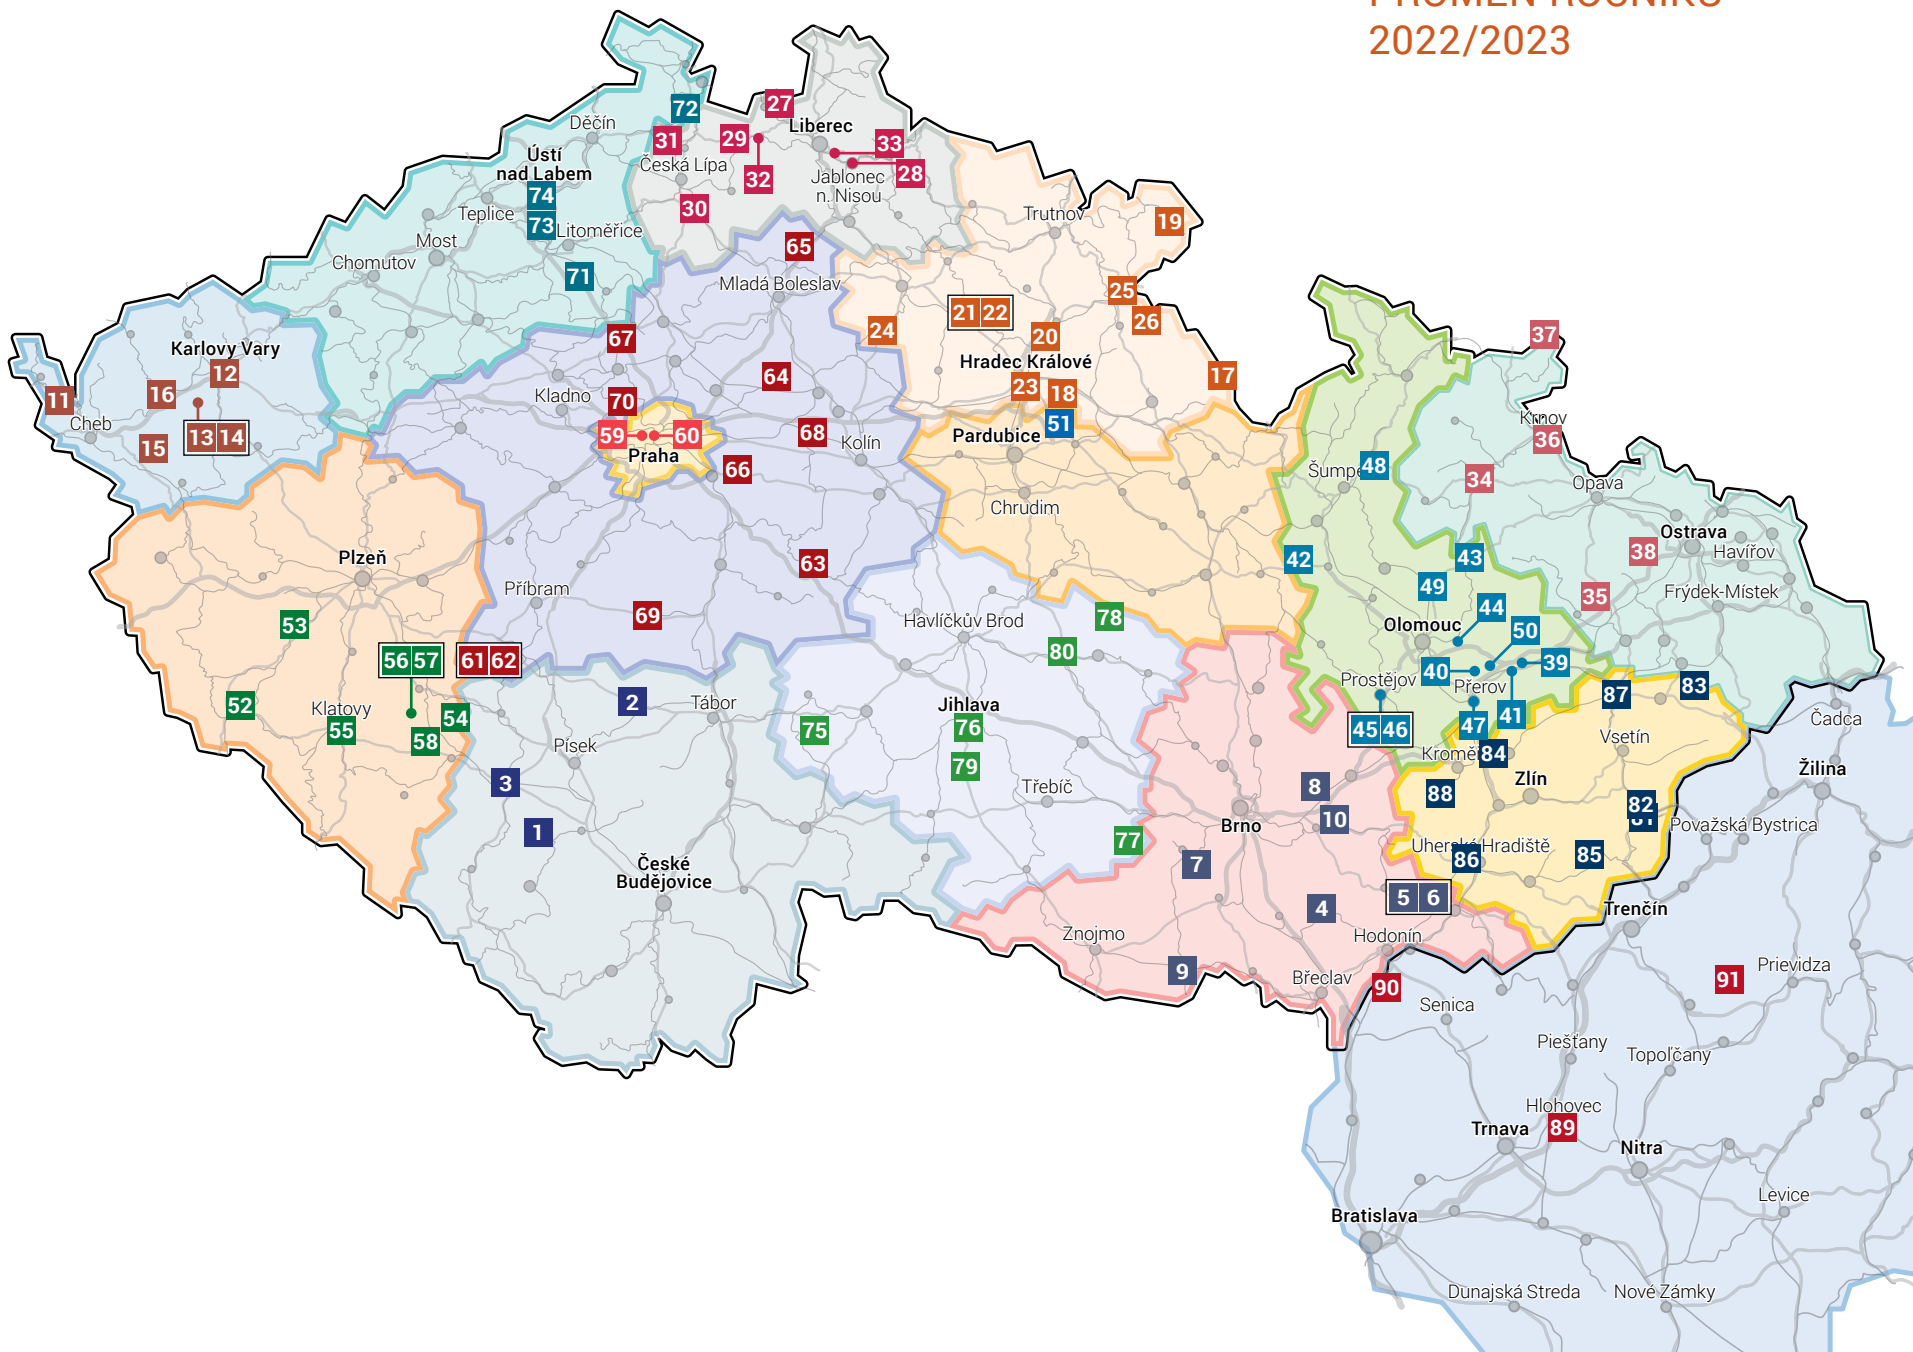 2022/2023
72
27
Děčín
Liberec
31
29
33
Ústí
nad Labem
Česká Lípa
32
Jablonec
n. Nisou
28
74
Teplice
30
Trutnov
19
73
Litoměřice
Most
65
Chomutov
71
Mladá Boleslav
25
21 22
26
24
20
67
37
Karlovy Vary
12
Hradec Králové
64
17
16
11
Kladno
70
23
18
Cheb
13 14
15
59
60
Praha
68
Kolín
Pardubice
51
Krnov
36
66
48
34
Opava
Chrudim
Ostrava
Plzeň
63
42
43
38
Havířov
49
Příbram
35
Frýdek-Místek
53
69
Havlíčkův Brod
78
44
Olomouc
50
56 57
61 62
80
40
39
Prostějov
Přerov
87
83
52
Klatovy
55
54
58
2
Tábor
75
Jihlava
76
45 46
47
41
Čadca
Písek
84
Vsetín
79
Žilina
3
Třebíč
8
88
Zlín
82
1
Brno
10
Považská Bystrica
77
Uherské Hradiště
86
85
České
Budějovice
7
5 6
4
Trenčín
Znojmo
Hodonín
9
Břeclav
90
Prievidza
91
Senica
Piešťany
Topoľčany
Hlohovec
89
Trnava
Nitra
Levice
Bratislava
Dunajská Streda
Nové Zámky